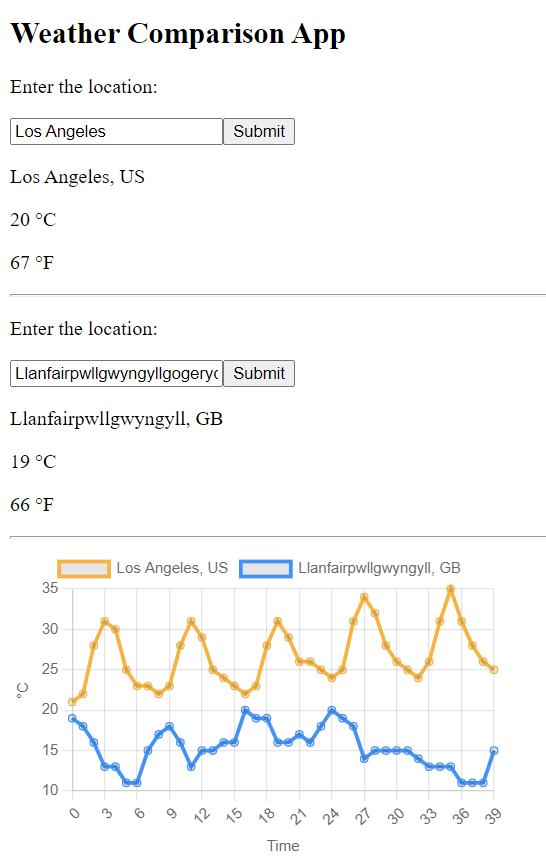 Weather Comparison App
Enter the location:
Los Angeles Submit
Los Angeles, US
20 °C
67 °F
Enter the location:
Llanfairpwllgwyngyllgogeryc Submit
Llanfairpwllgwyngyll, GB
19 °C
66 °F
Los Angeles, US Llanfairpwllgwyngyll, GB
35
30
25
20
15
10
°C
0 3 6 9 12 15 18 21 24 27 30 33 36 39
Time